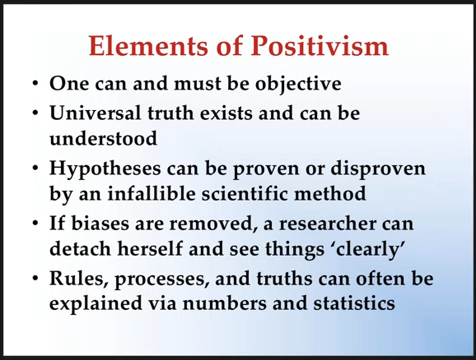 Elements of Positivism
• One can and must be objective
• Universal truth exists and can be
understood
• Hypotheses can be proven or disproven
by an infallible scientific method
• If biases are removed, a researcher can
detach herself and see things ‘clearly’
• Rules, processes, and truths can often be
explained via numbers and statistics